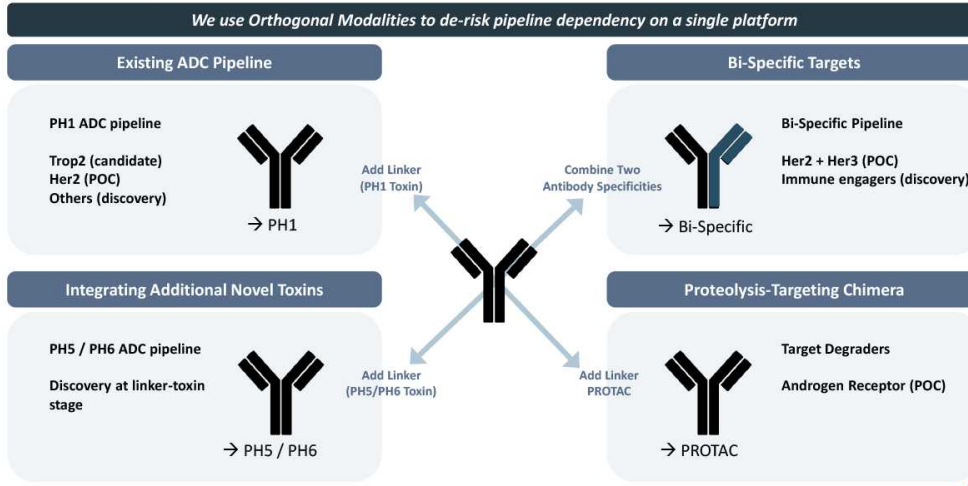 We use Orthogonal Modalities to de-risk pipeline dependency on a single platform
Existing ADC Pipeline
PH1 ADC pipeline
Trop2 (candidate)
Her2 (POC)
Others (discovery)
→ PH1
Add Linker
(PH1 Toxin)
Bi-Specific Targets
Combine Two
Antibody Specificities
Bi-Specific Pipeline
Her2 + Her3 (POC)
Immune engagers (discovery)
→ Bi-Specific
Integrating Additional Novel Toxins
PH5 / PH6 ADC pipeline
Discovery at linker-toxin
stage
→ PH5 / PH6
Add Linker
(PH5/PH6 Toxin)
Proteolysis-Targeting Chimera
Add Linker
PROTAC
Target Degraders
Androgen Receptor (POC)
→ PROTAC